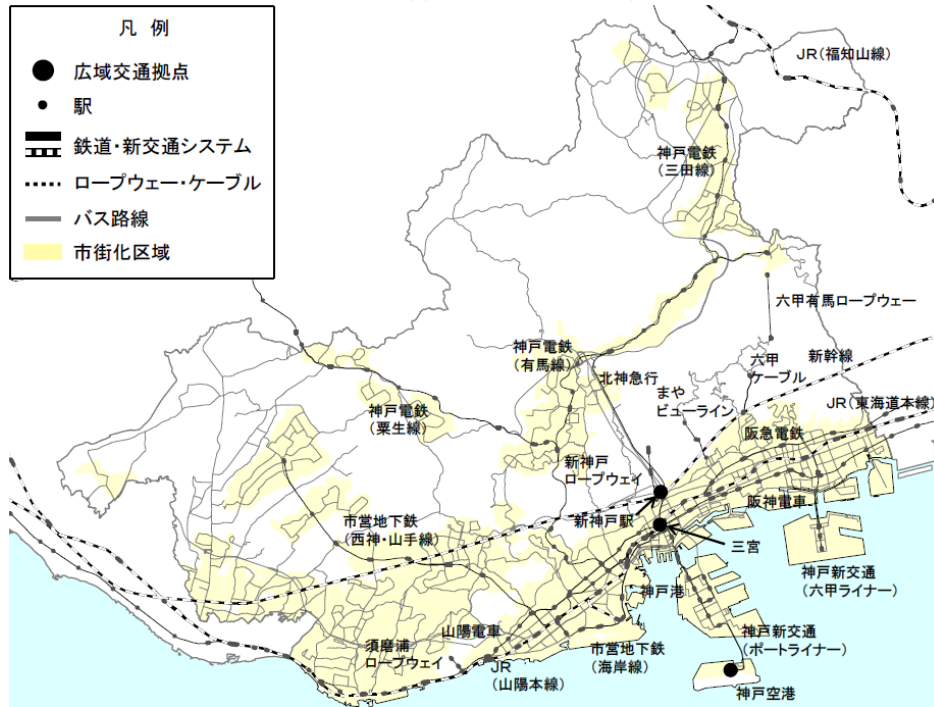 凡 例
広域交通拠点
駅
鉄道・新交通システム
ロープウェー・ケーブル
バス路線
市街化区域
JR(福知山線)
神戸電鉄
(三田線)
六甲有馬ロープウェー
神戸電鉄
(有馬線)
北神急行
六甲
ケーブル
新幹線
まや
ビューライン
JR(東海道本線)
神戸電鉄
(粟生線)
阪急電鉄
新神戸
ロープウェイ
阪神電車
市営地下鉄
(西神・山手線)
新神戸駅
三宮
神戸新交通
(六甲ライナー)
神戸港
山陽電車
須磨浦
ロープウェイ
市営地下鉄
(海岸線)
神戸新交通
(ポートライナー)
JR
(山陽本線)
神戸空港